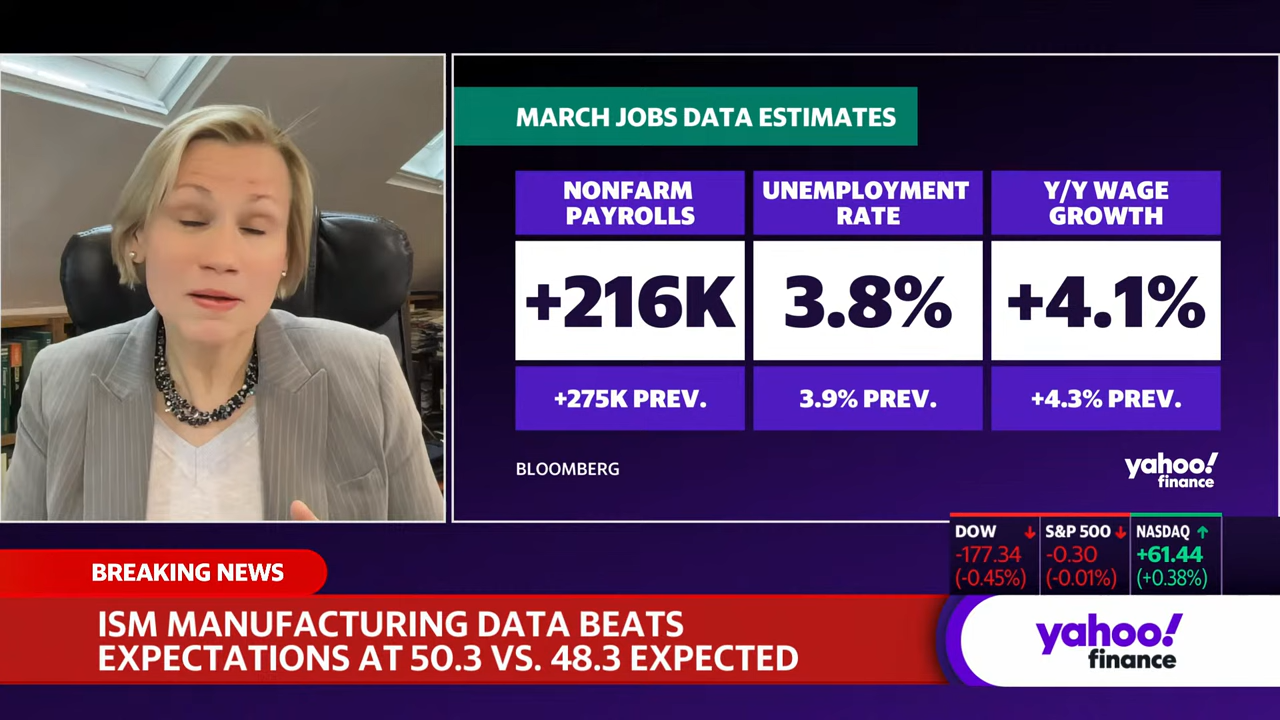 MARCH JOBS DATA ESTIMATES
NONFARM
PAYROLLS
+216K
+275K PREV.
UNEMPLOYMENT
RATE
3.8%
3.9% PREV.
Y/Y WAGE
GROWTH
+4.1%
+4.3% PREV.
BLOOMBERG
yahoo!
finance
DOW
-177.34
(-0.45%)
S&P 500
-0.30
(-0.01%)
NASDAQ
+61.44
(+0.38%)
BREAKING NEWS
ISM MANUFACTURING DATA BEATS
EXPECTATIONS AT 50.3 VS. 48.3 EXPECTED
yahoo!
finance